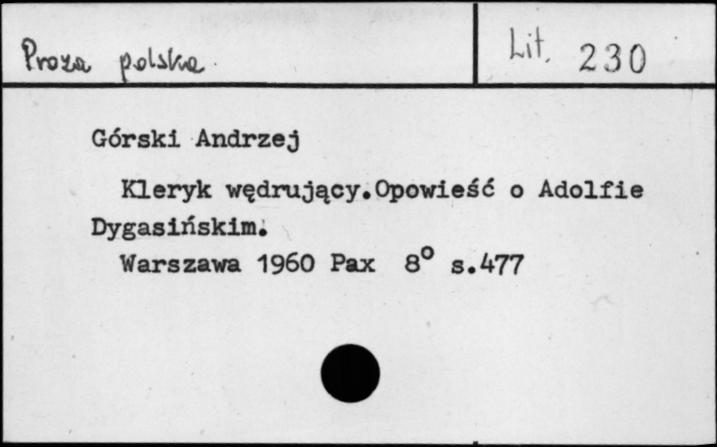 Proza polska
Lit. 230
Górski Andrzej
Kleryk wędrujący.Opowieść o Adolfie
Dygasińskim.
Warszawa 1960 Pax 8° s.477